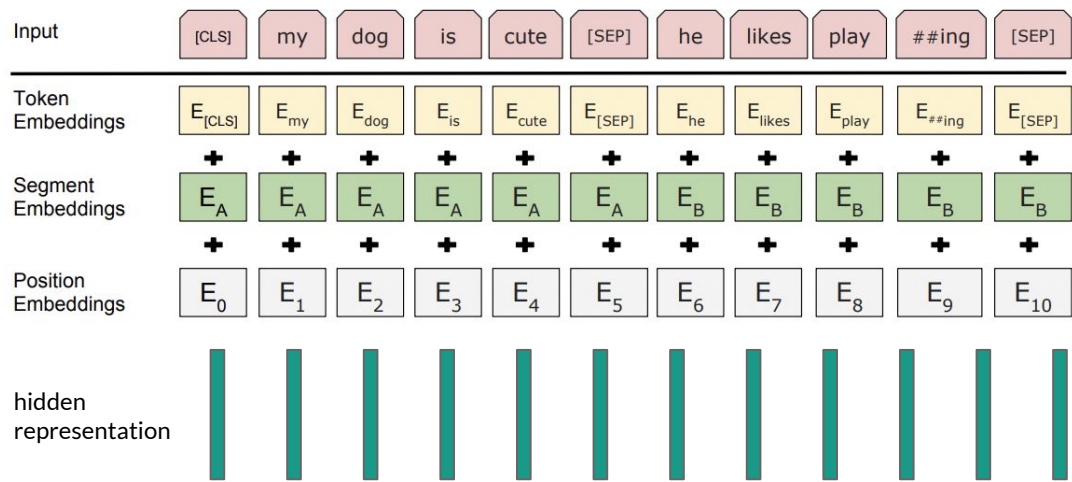 Input [CLS] my dog is cute [SEP] he likes play ##ing [SEP]
Token
Embeddings E[CLS] Emy Edog Eis Ecute E[SEP] Ehe Elikes Eplay E##ing E[SEP]
+ + + + + + + + + + +
Segment
Embeddings EA EA EA EA EA EA EB EB EB EB EB
+ + + + + + + + + + +
Position
Embeddings E0 E1 E2 E3 E4 E5 E6 E7 E8 E9 E10
hidden
representation